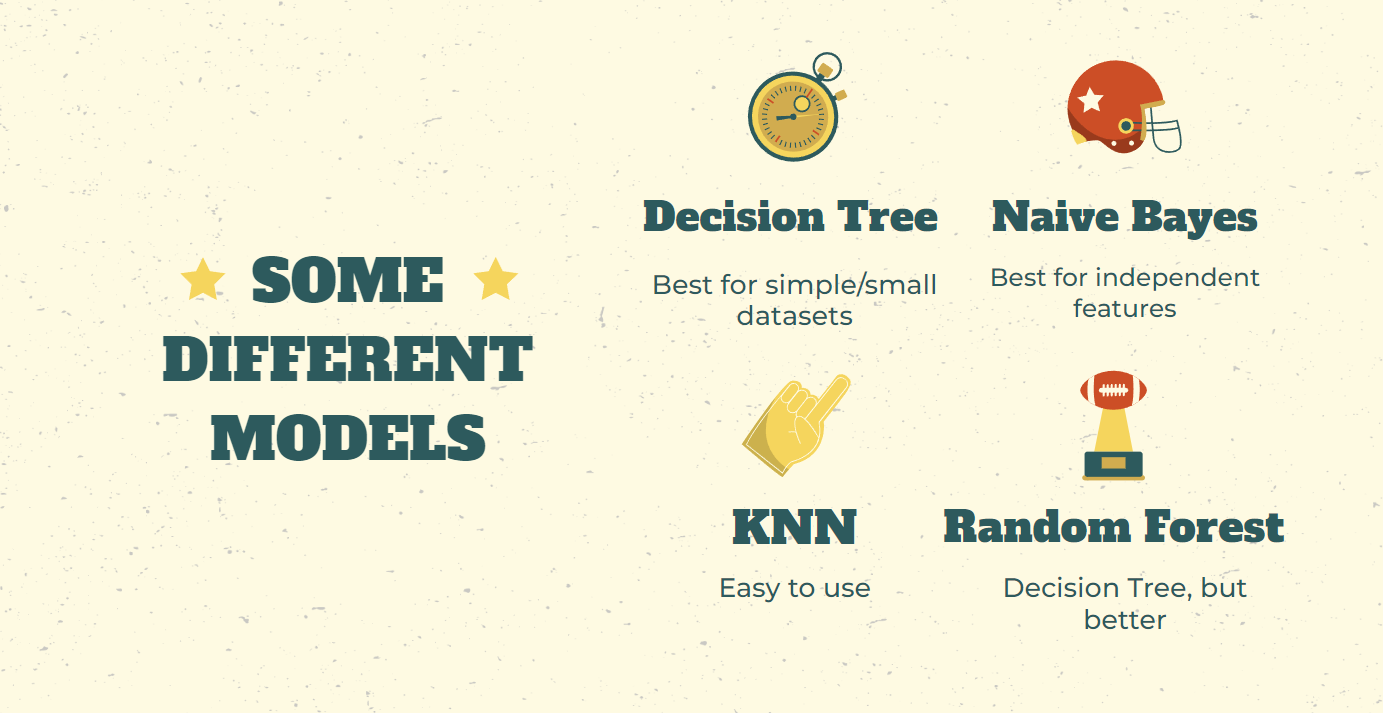 SOME
DIFFERENT
MODELS
Decision Tree
Best for simple/small
datasets
Naive Bayes
Best for independent
features
KNN
Easy to use
Random Forest
Decision Tree, but
better